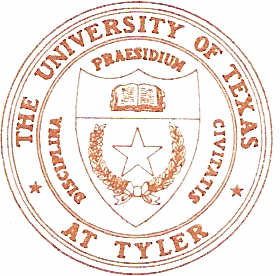 THE UNIVERSITY OF TEXAS
AT TYLER
DISCIPLINA
PRAESIDIUM
CIVITATIS